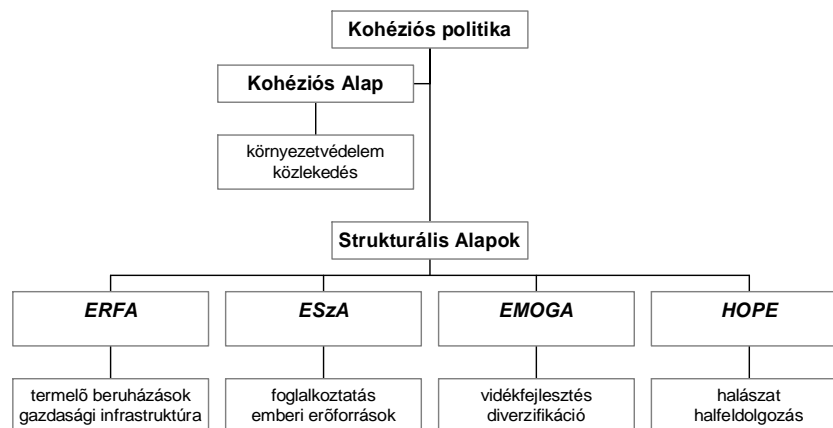 Kohéziós politika
Kohéziós Alap
környezetvédelem
közlekedés
Strukturális Alapok
ERFA
ESzA
EMOGA
HOPE
termelő beruházások
gazdasági infrastruktúra
foglalkoztatás
emberi erőforrások
vidékfejlesztés
diverzifikáció
halászat
halfeldolgozás